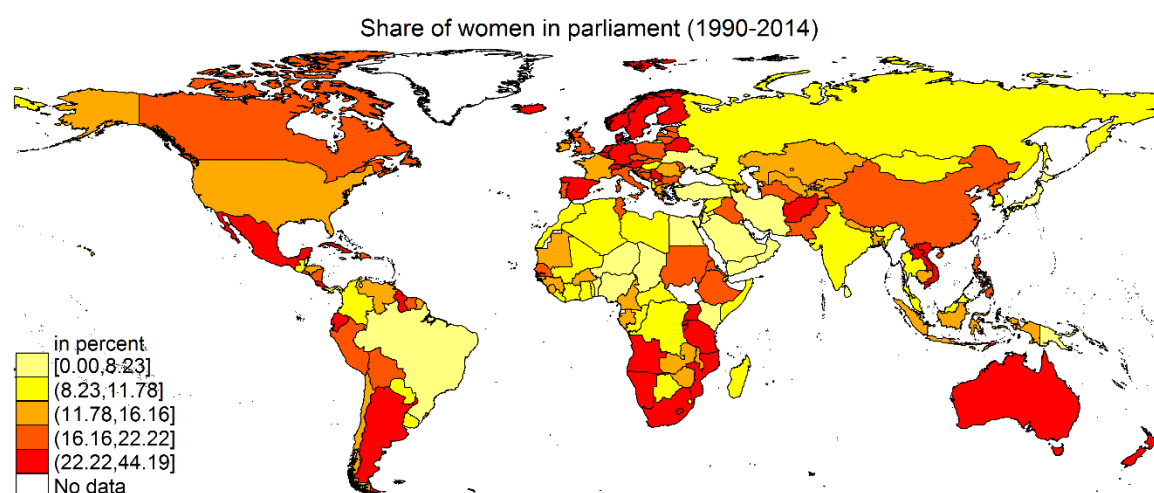 Share of women in parliament (1990-2014)
in percent
[0.00,8.23]
(8.23,11.78]
(11.78,16.16]
(16.16,22.22]
(22.22,44.19]
No data